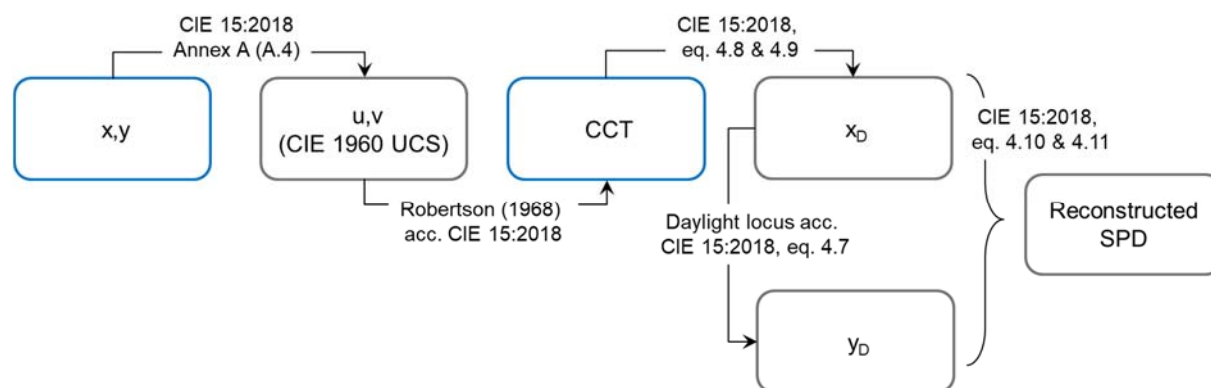 CIE 15:2018
Annex A (A.4)
x,y
u,v
(CIE 1960 UCS)
Robertson (1968)
acc. CIE 15:2018
CCT
CIE 15:2018,
eq. 4.8 & 4.9
x_D
Daylight locus acc.
CIE 15:2018, eq. 4.7
y_D
CIE 15:2018,
eq. 4.10 & 4.11
Reconstructed
SPD